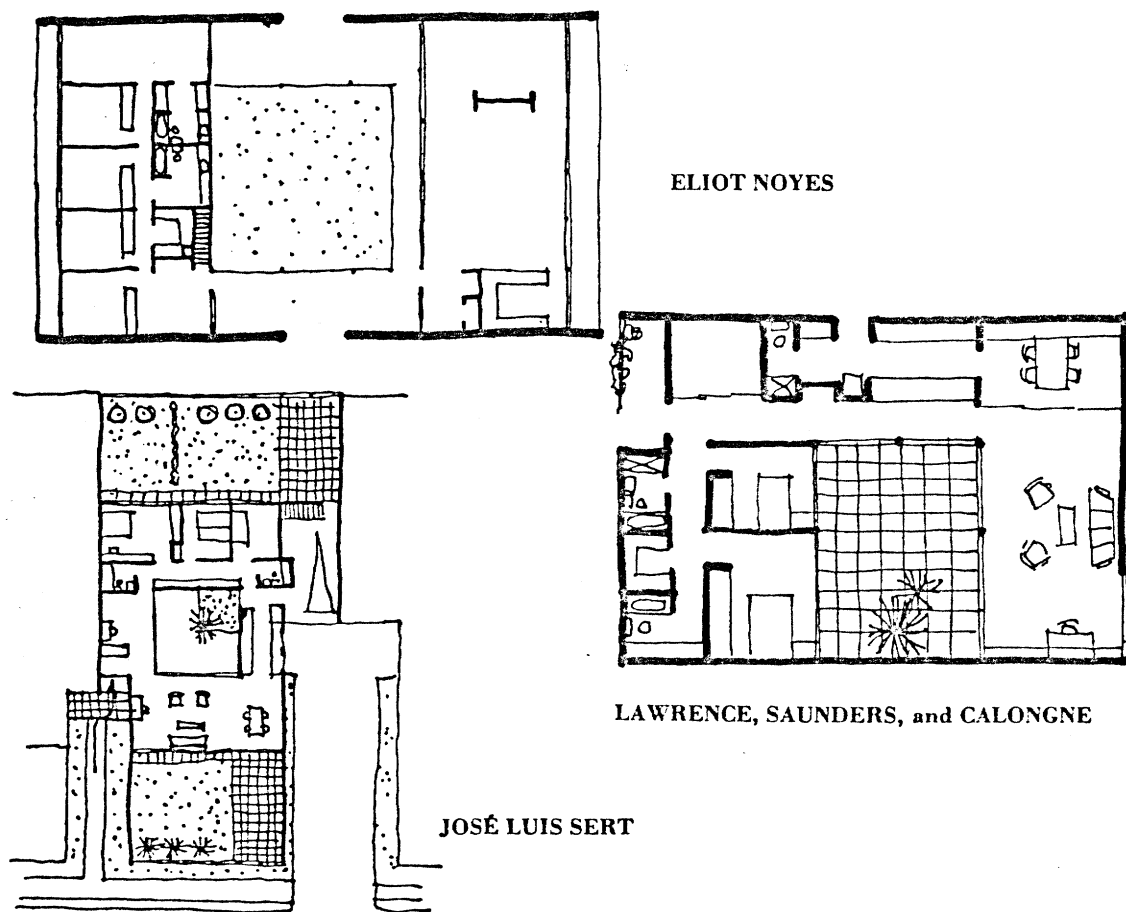 ELIOT NOYES
LAWRENCE, SAUNDERS, and CALONGNE
JOSÉ LUIS SERT